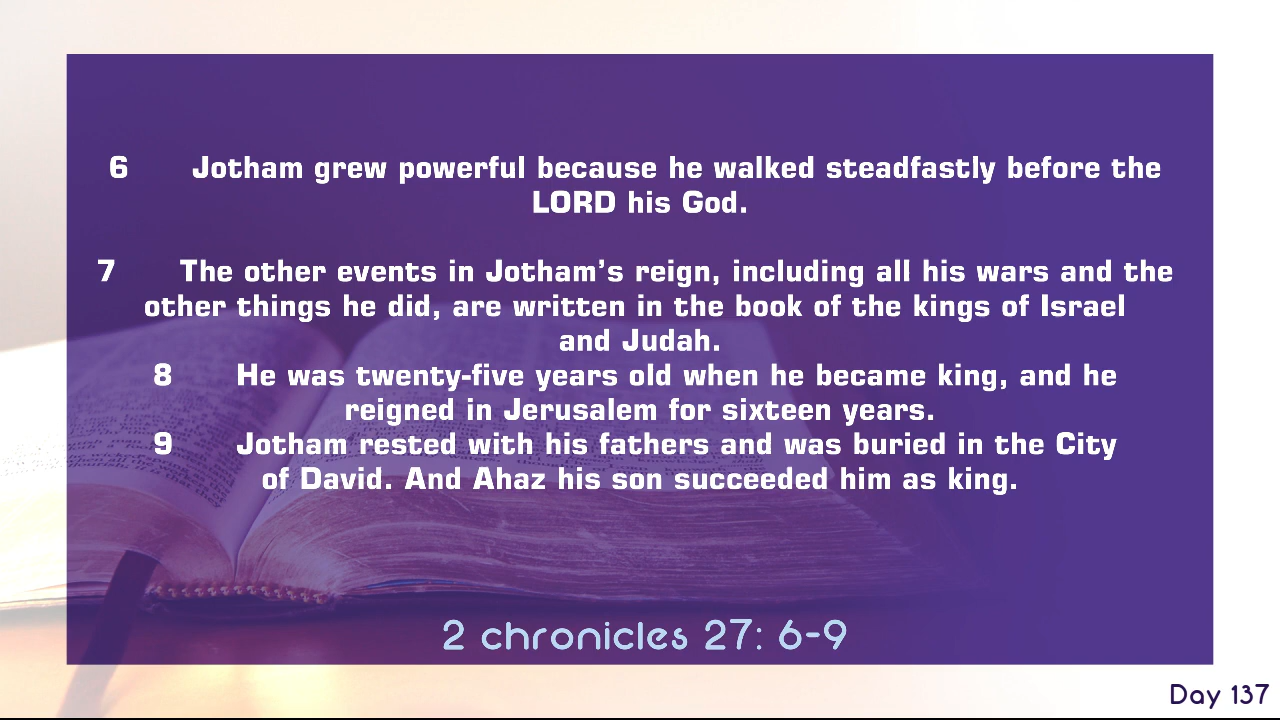 6 Jotham grew powerful because he walked steadfastly before the
LORD his God.
7 The other events in Jotham’s reign, including all his wars and the
other things he did, are written in the book of the kings of Israel
and Judah.
8 He was twenty-five years old when he became king, and he
reigned in Jerusalem for sixteen years.
9 Jotham rested with his fathers and was buried in the City
of David. And Ahaz his son succeeded him as king.
2 chronicles 27: 6-9
Day 137